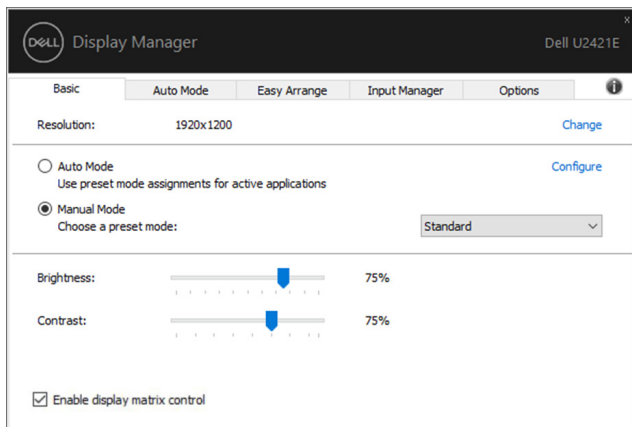 DELL Display Manager Dell U2421E x
Basic Auto Mode Easy Arrange Input Manager Options i
Resolution: 1920x1200 Change
Auto Mode Configure
Use preset mode assignments for active applications
Manual Mode
Choose a preset mode: Standard
Brightness: 75%
Contrast: 75%
Enable display matrix control